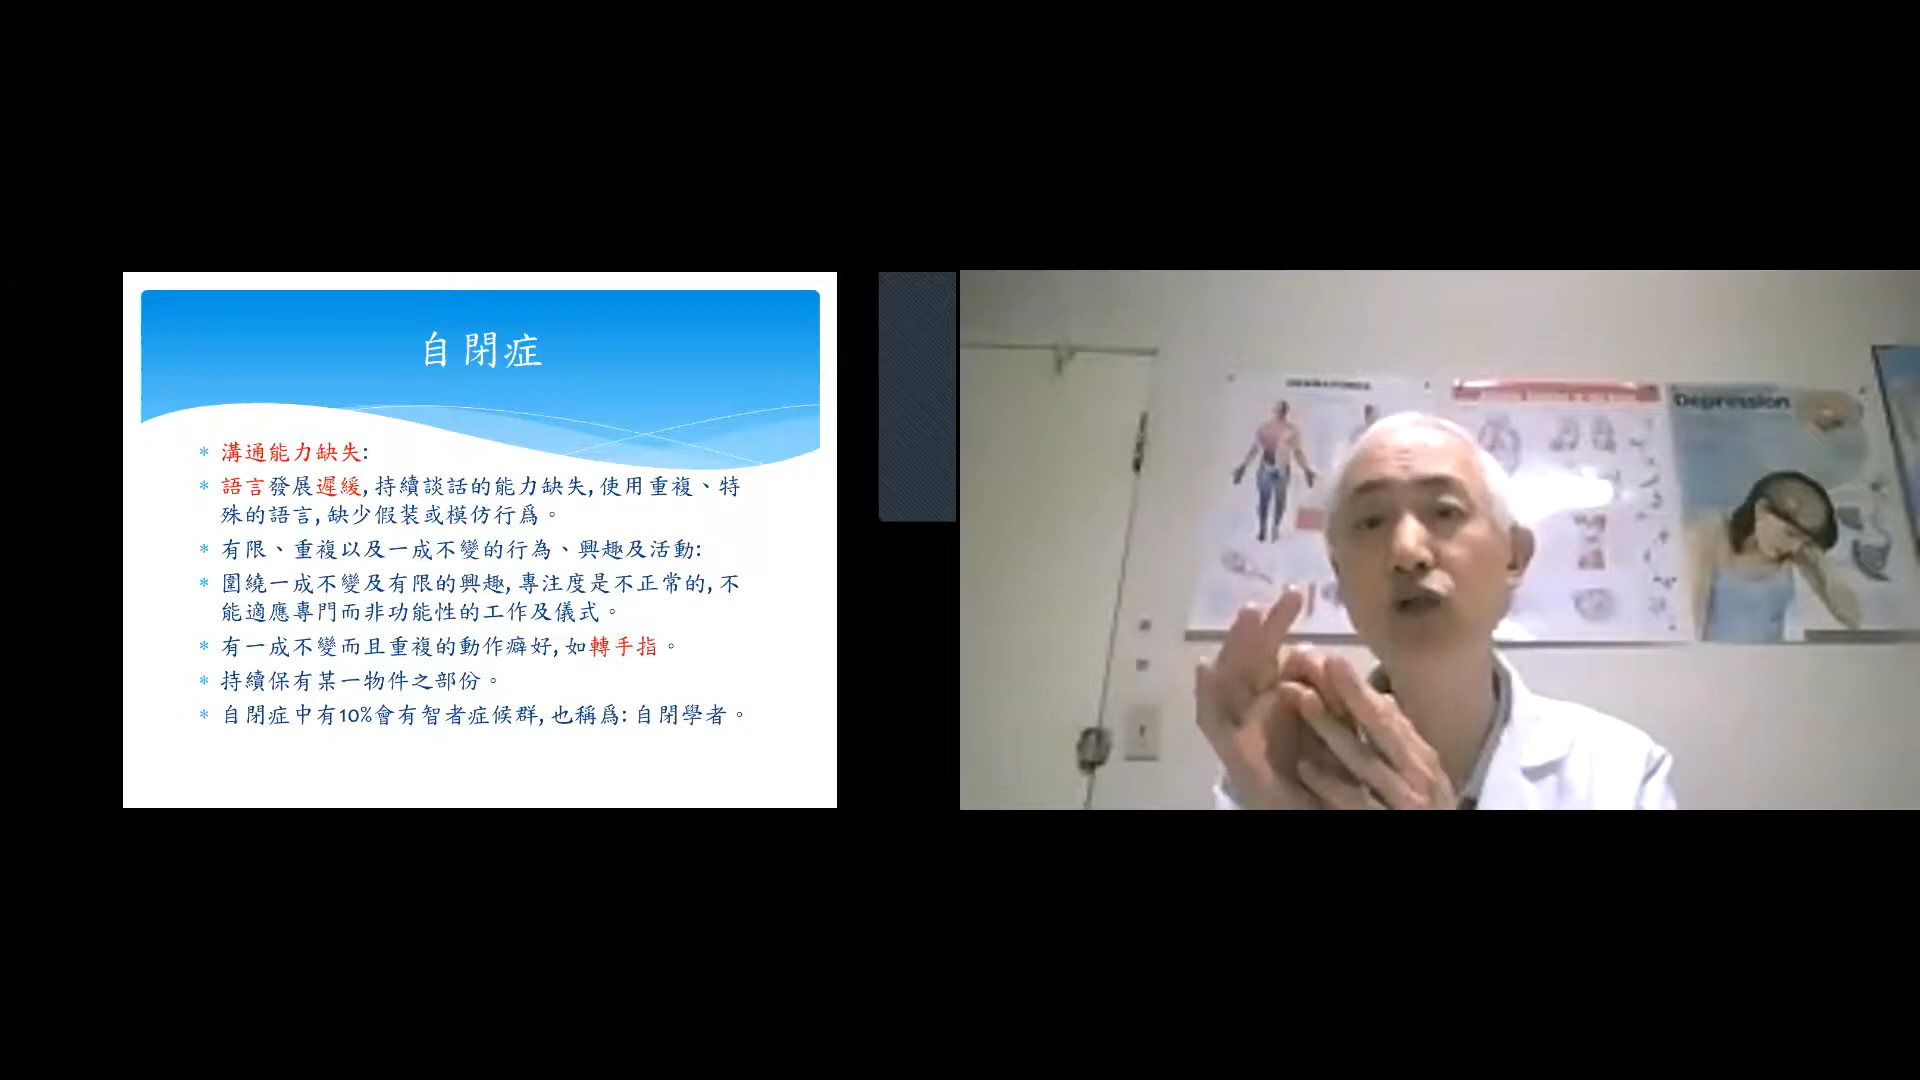 自閉症
* 溝通能力缺失:
* 語言發展遲緩, 持續談話的能力缺失, 使用重複、特
殊的語言, 缺少假装或模仿行爲。
* 有限、重複以及一成不變的行為、興趣及活動:
* 圍繞一成不變及有限的興趣, 專注度是不正常的, 不
能適應專門而非功能性的工作及儀式。
* 有一成不變而且重複的動作癖好, 如轉手指。
* 持續保有某一物件之部份。
* 自閉症中有10%會有智者症候群, 也稱爲: 自閉學者。
DERMATOMES
Depression